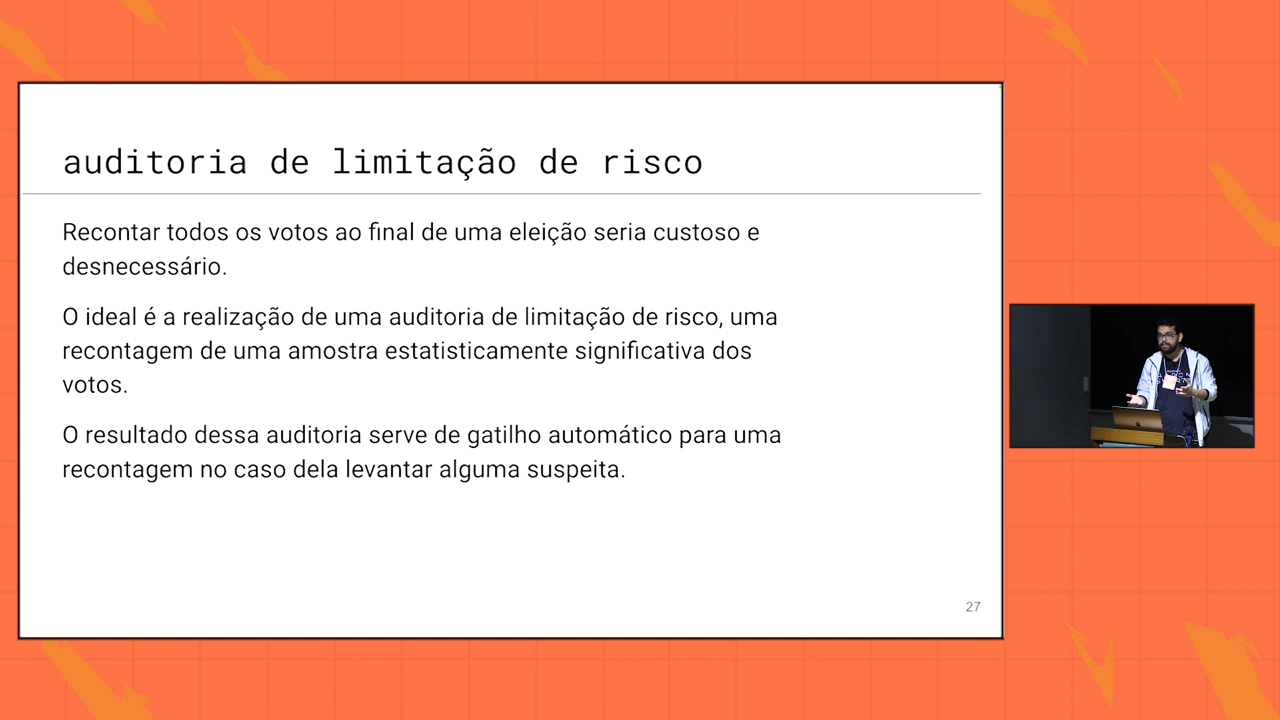 auditoria de limitação de risco
Recontar todos os votos ao final de uma eleição seria custoso e
desnecessário.
O ideal é a realização de uma auditoria de limitação de risco, uma
recontagem de uma amostra estatisticamente significativa dos
votos.
O resultado dessa auditoria serve de gatilho automático para uma
recontagem no caso dela levantar alguma suspeita.
27